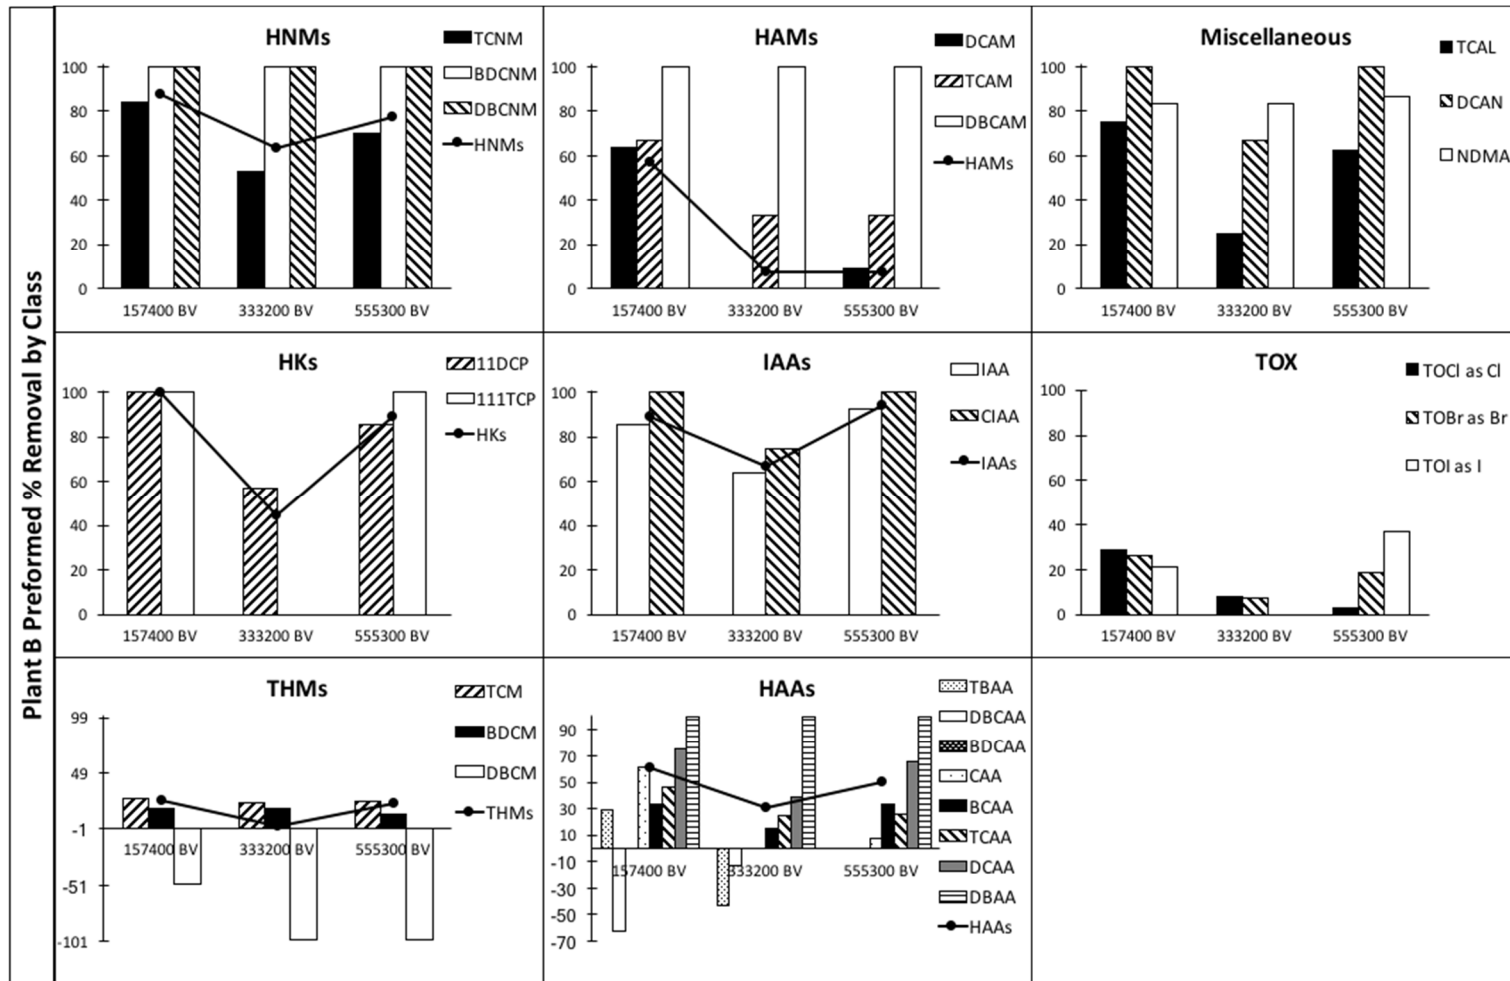 Plant B Preformed % Removal by Class
HNMs
TCNM
BDCNM
DBCNM
HNMs
100
80
60
40
20
0
157400 BV 333200 BV 555300 BV
HAMs
DCAM
TCAM
DBCAM
HAMs
100
80
60
40
20
0
157400 BV 333200 BV 555300 BV
Miscellaneous
TCAL
DCAN
NDMA
100
80
60
40
20
0
157400 BV 333200 BV 555300 BV
HKs
11DCP
111TCP
HKs
100
80
60
40
20
0
157400 BV 333200 BV 555300 BV
IAAs
IAA
CIAA
IAAs
100
80
60
40
20
0
157400 BV 333200 BV 555300 BV
TOX
TOCl as Cl
TOBr as Br
TOI as I
100
80
60
40
20
0
157400 BV 333200 BV 555300 BV
THMs
TCM
BDCM
DBCM
THMs
99
49
-1
-51
-101
157400 BV 333200 BV 555300 BV
HAAs
TBAA
DBCAA
BDCAA
CAA
BCAA
TCAA
DCAA
DBAA
HAAs
90
70
50
30
10
-10
-30
-50
-70
157400 BV 333200 BV 555300 BV